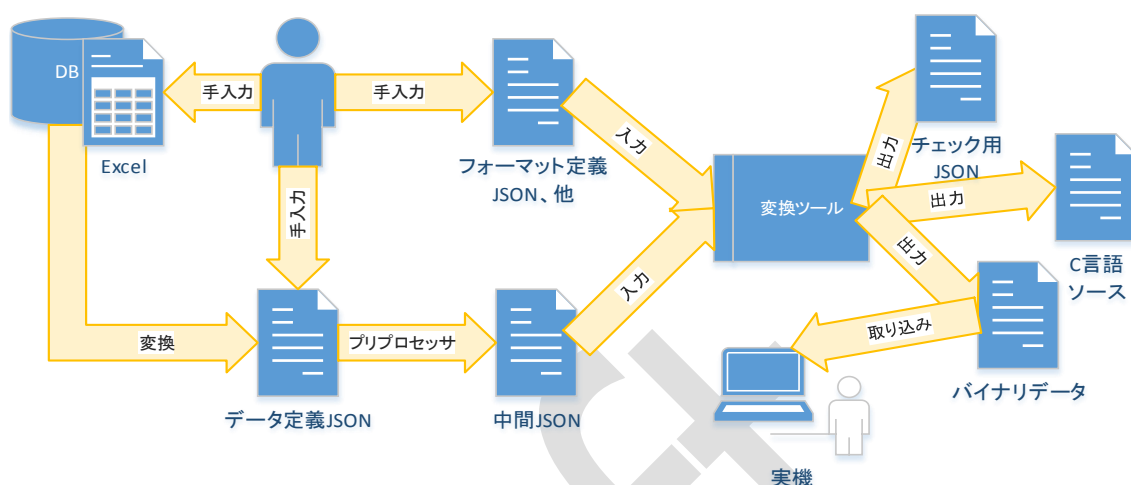 DB
Excel
手入力
手入力
手入力
フォーマット定義
JSON、他
入力
変換ツール
出力
チェック用
JSON
出力
C言語
ソース
出力
バイナリデータ
取り込み
実機
変換
データ定義JSON
プリプロセッサ
中間JSON
入力